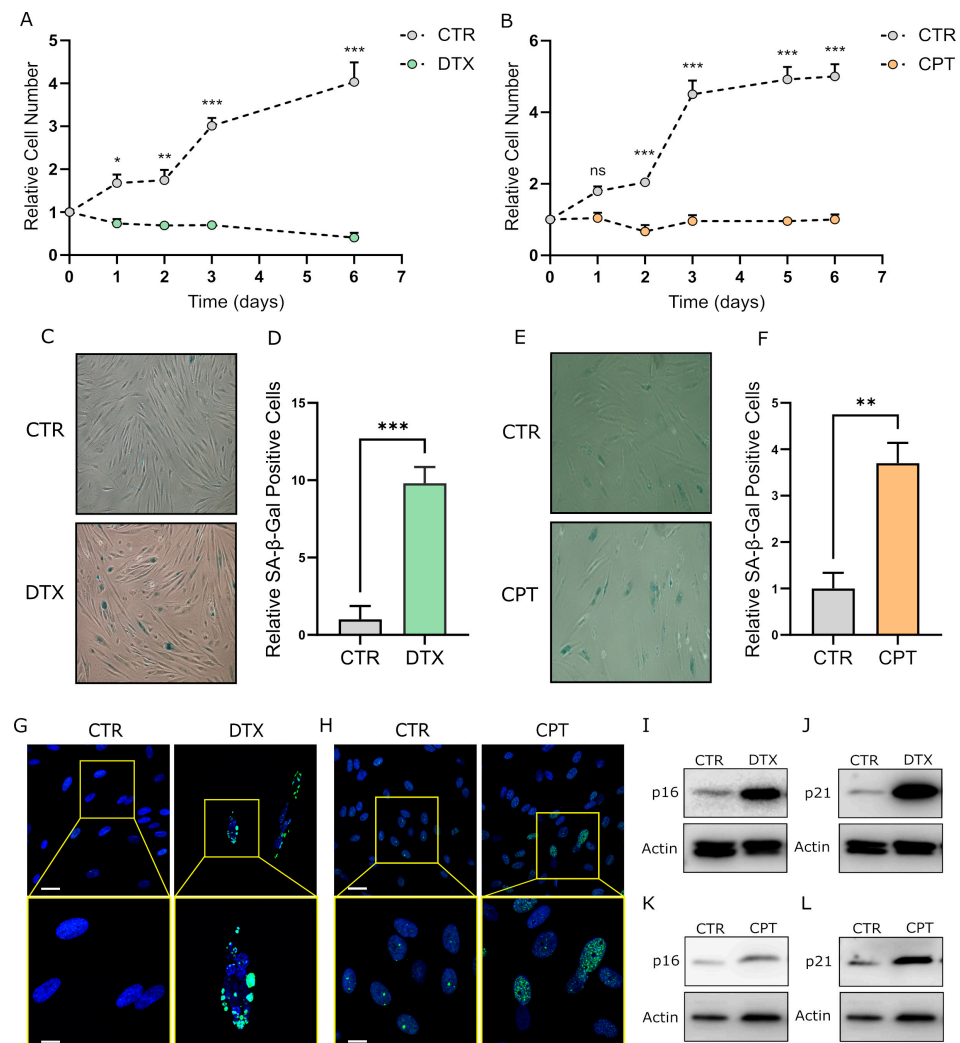 A
CTR
DTX
Relative Cell Number
5
4
3
2
1
0
* ** *** ***
0 1 2 3 4 5 6 7
Time (days)
B
CTR
CPT
Relative Cell Number
6
4
2
0
ns *** *** *** ***
0 1 2 3 4 5 6 7
Time (days)
C
CTR
DTX
D
Relative SA-β-Gal Positive Cells
15
10
5
0
***
CTR DTX
E
CTR
CPT
F
Relative SA-β-Gal Positive Cells
5
4
3
2
1
0
**
CTR CPT
G
CTR DTX
H
CTR CPT
I
CTR DTX
p16
Actin
J
CTR DTX
p21
Actin
K
CTR CPT
p16
Actin
L
CTR CPT
p21
Actin